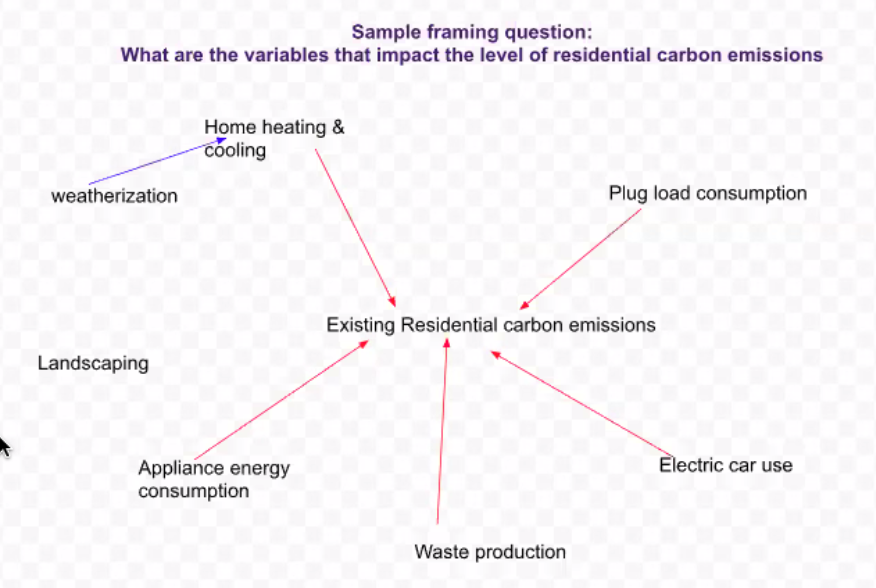 Sample framing question:
What are the variables that impact the level of residential carbon emissions
Home heating &
cooling
weatherization
Plug load consumption
Existing Residential carbon emissions
Landscaping
Appliance energy
consumption
Electric car use
Waste production